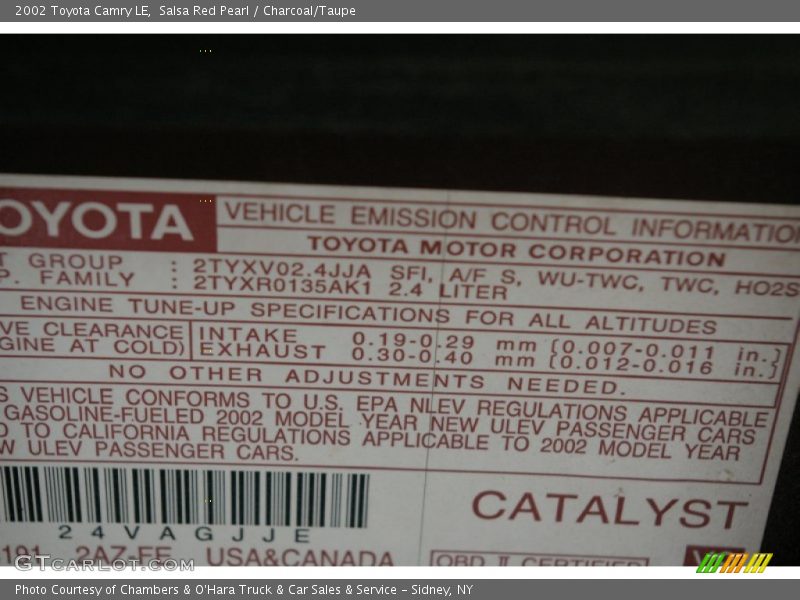 2002 Toyota Camry LE, Salsa Red Pearl / Charcoal/Taupe
OYOTA VEHICLE EMISSION CONTROL INFORMATION
TOYOTA MOTOR CORPORATION
T GROUP : 2TYXV02.4JJA SFI, A/F S, WU-TWC, TWC, HO2S
P. FAMILY : 2TYXR0135AK1 2.4 LITER
ENGINE TUNE-UP SPECIFICATIONS FOR ALL ALTITUDES
VE CLEARANCE INTAKE 0.19-0.29 mm (0.007-0.011 in.)
GINE AT COLD) EXHAUST 0.30-0.40 mm (0.012-0.016 in.)
NO OTHER ADJUSTMENTS NEEDED.
S VEHICLE CONFORMS TO U.S. EPA NLEV REGULATIONS APPLICABLE
GASOLINE-FUELED 2002 MODEL YEAR NEW ULEV PASSENGER CARS
D TO CALIFORNIA REGULATIONS APPLICABLE TO 2002 MODEL YEAR
W ULEV PASSENGER CARS.
24VAGJJE
CATALYST
2AZ-FE USA&CANADA
OBD II CERTIFIED
GTcarlot.com
Photo Courtesy of Chambers & O'Hara Truck & Car Sales & Service - Sidney, NY